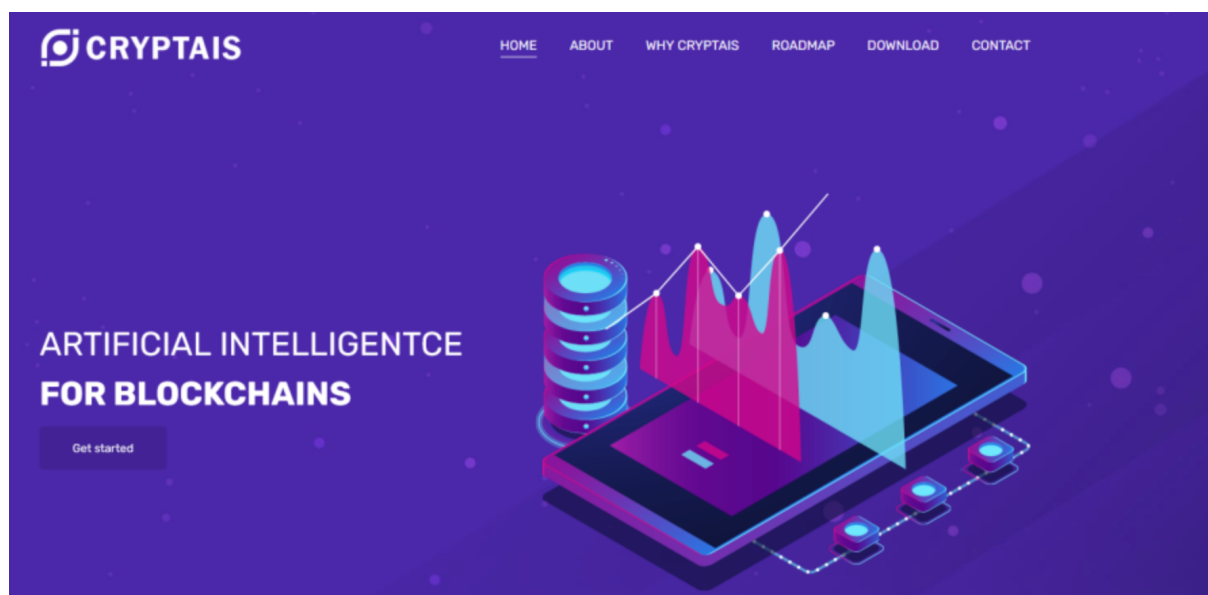 CRYPTAIS
HOME ABOUT WHY CRYPTAIS ROADMAP DOWNLOAD CONTACT
ARTIFICIAL INTELLIGENTCE
FOR BLOCKCHAINS
Get started